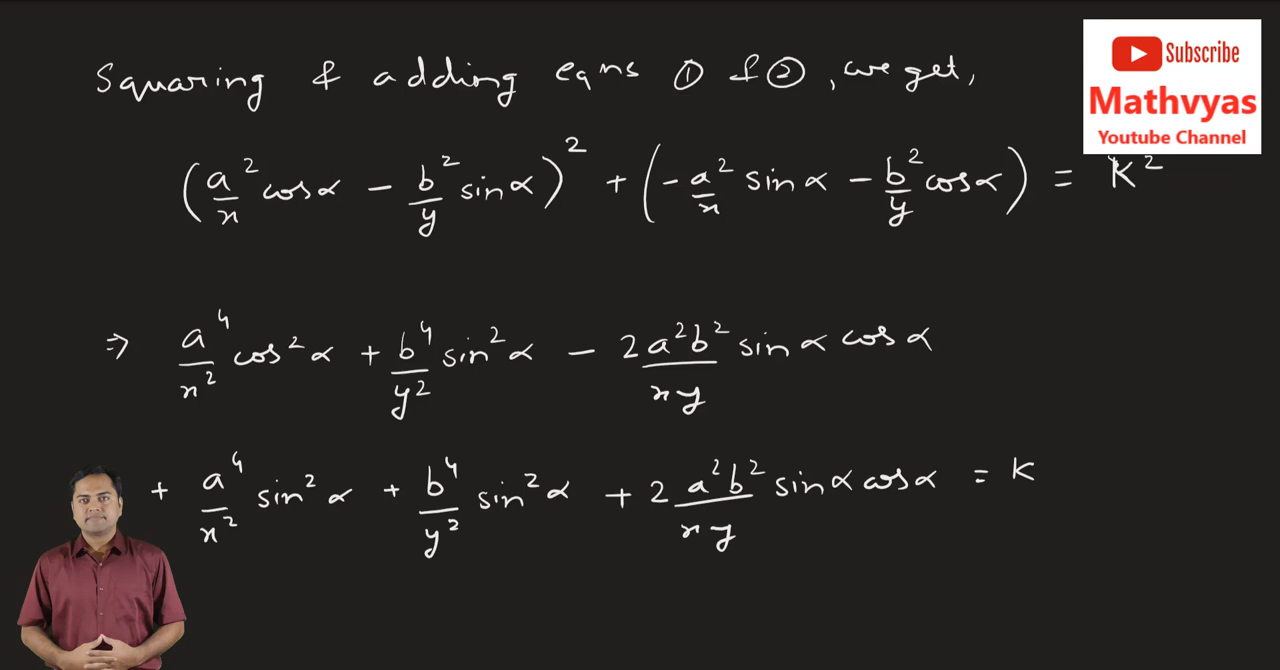 Squaring & adding eqns ① & ②, we get,
Subscribe
Mathvyas
Youtube Channel
(a²/x cosα − b²/y sinα)² + (−a²/x sinα − b²/y cosα) = K²
⇒ a⁴/x² cos²α + b⁴/y² sin²α − 2a²b²/xy sinα cosα
+ a⁴/x² sin²α + b⁴/y² sin²α + 2 a²b²/xy sinα cosα = K